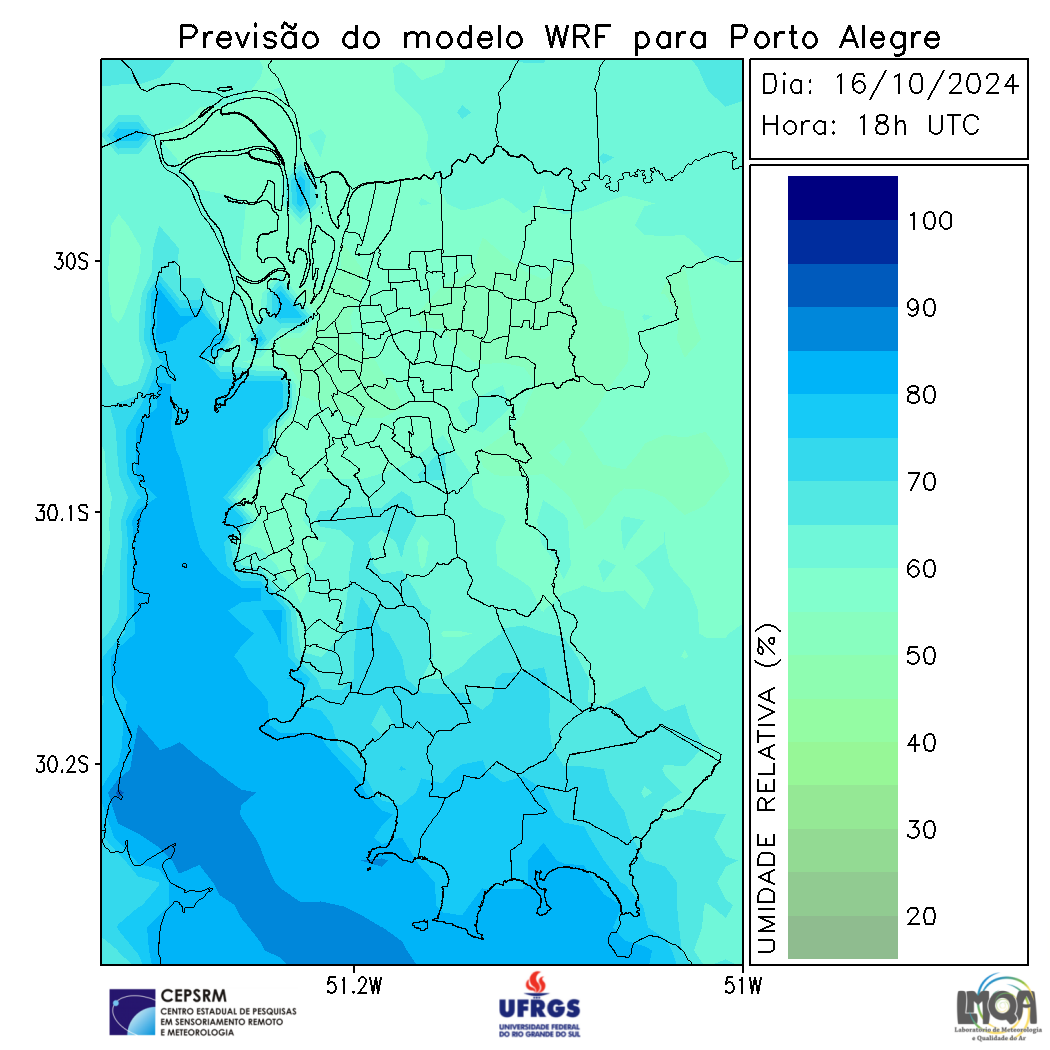 Previsão do modelo WRF para Porto Alegre
Dia: 16/10/2024
Hora: 18h UTC
100
90
80
70
60
50
40
30
20
UMIDADE RELATIVA (%)
30S
30.1S
30.2S
51.2W
51W
CEPSRM
CENTRO ESTADUAL DE PESQUISAS
EM SENSORIAMENTO REMOTO
E METEOROLOGIA
UFRGS
UNIVERSIDADE FEDERAL
DO RIO GRANDE DO SUL
LMQA
Laboratório de Meteorologia
e Qualidade do Ar